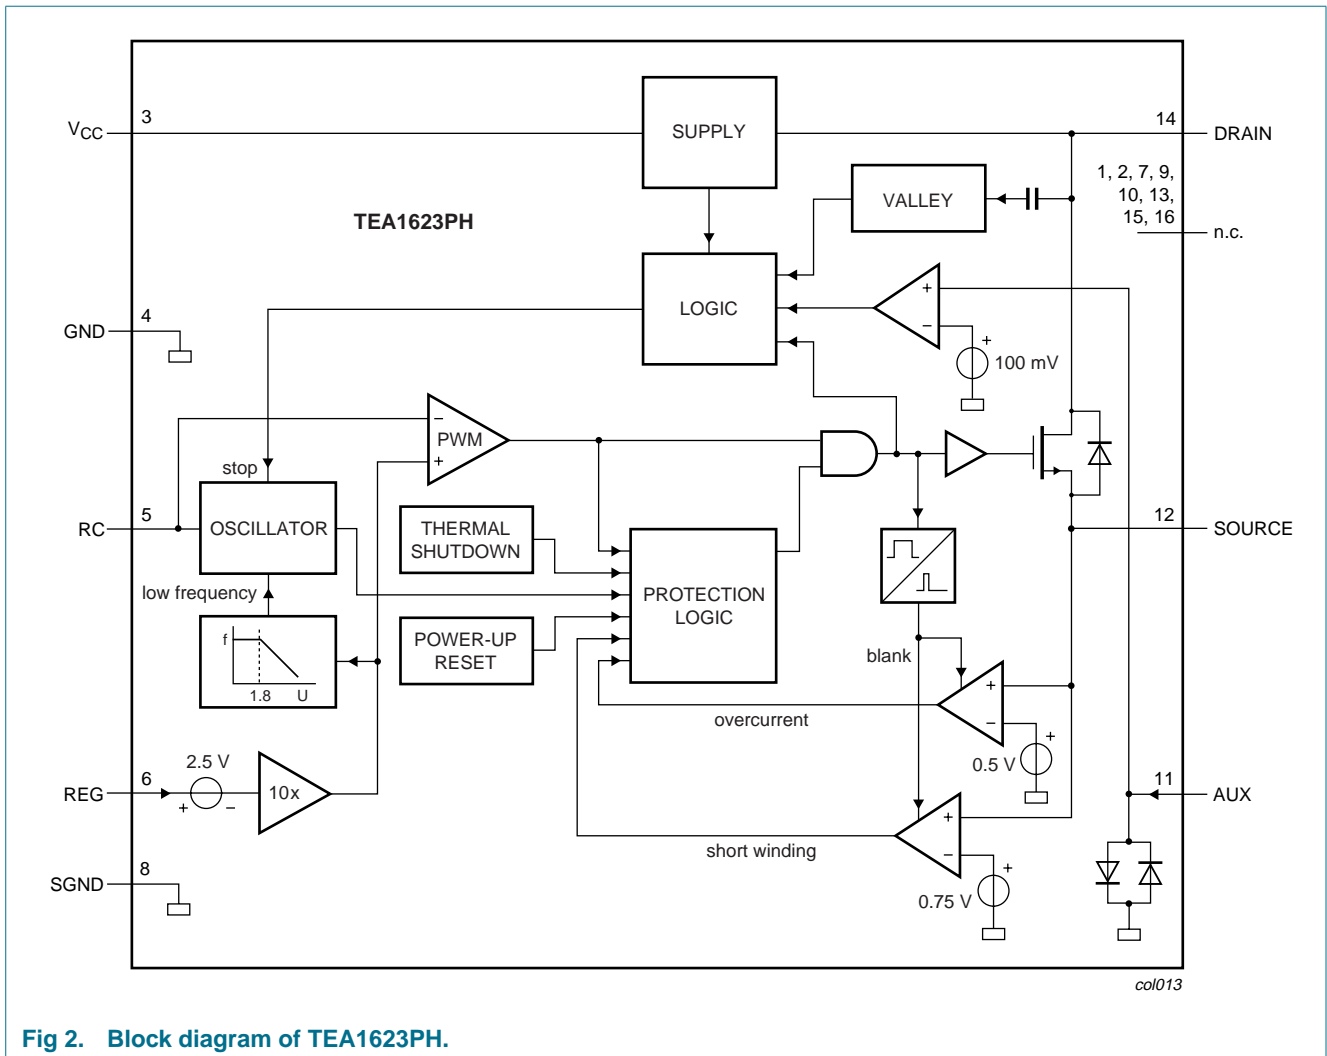 VCC
3
SUPPLY
14
DRAIN
1, 2, 7, 9,
10, 13,
15, 16
n.c.
VALLEY
TEA1623PH
LOGIC
+
−
+
100 mV
GND
4
stop
−
PWM
+
RC
5
OSCILLATOR
THERMAL
SHUTDOWN
12
SOURCE
low frequency
PROTECTION
LOGIC
POWER-UP
RESET
f
1.8
U
blank
+
−
overcurrent
+
0.5 V
2.5 V
REG
6
+
−
10x
11
AUX
+
−
short winding
+
0.75 V
SGND
8
col013
Fig 2. Block diagram of TEA1623PH.